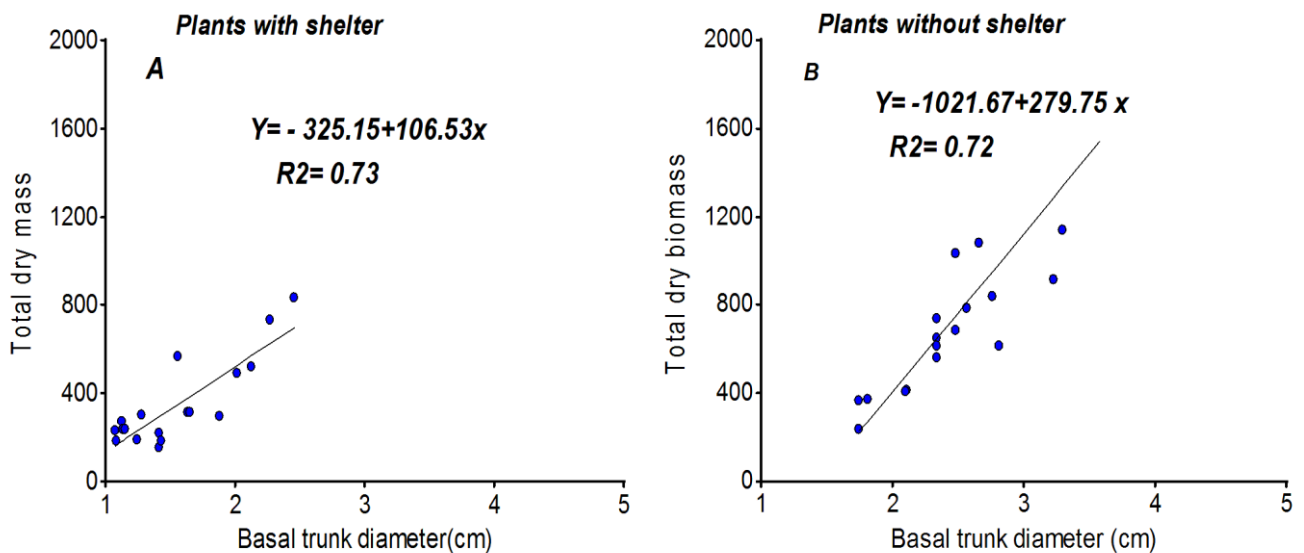 Plants with shelter
A
Y= - 325.15+106.53x
R2= 0.73
Total dry mass
2000
1600
1200
800
400
0
1 2 3 4 5
Basal trunk diameter(cm)
Plants without shelter
B
Y= -1021.67+279.75 x
R2= 0.72
Total dry biomass
2000
1600
1200
800
400
0
1 2 3 4 5
Basal trunk diameter (cm)